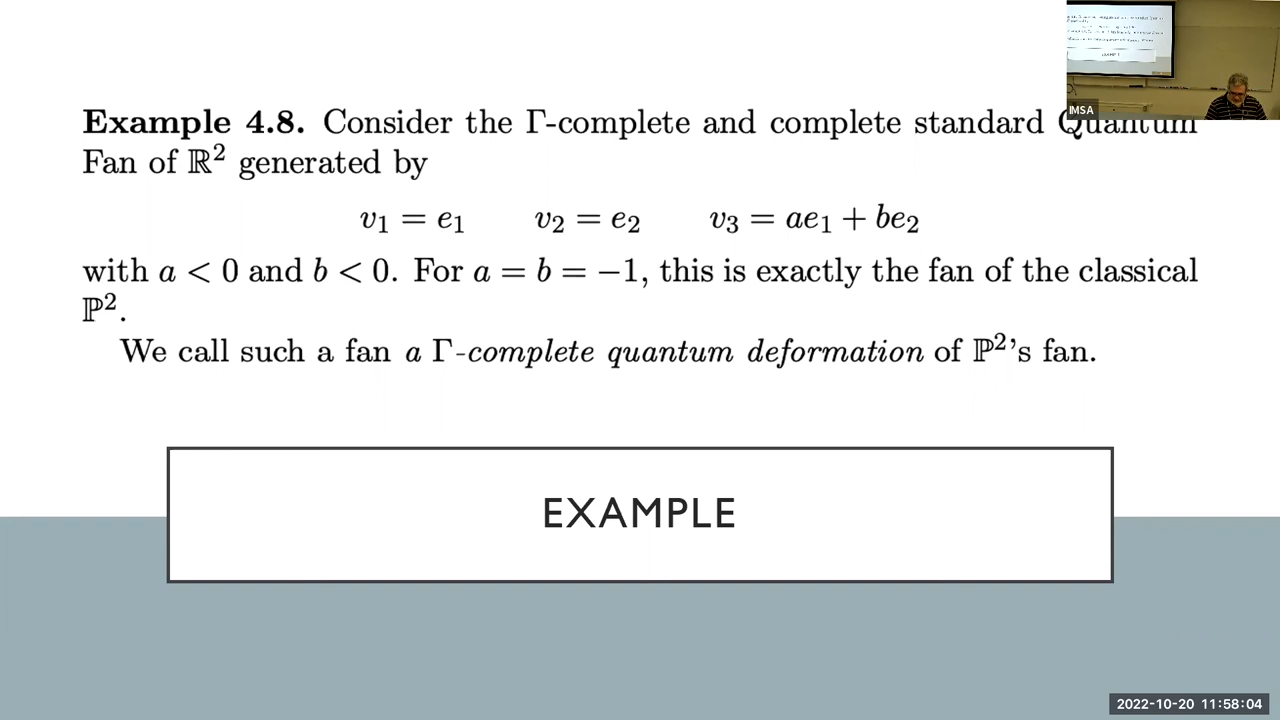 Example 4.8. Consider the Γ-complete and complete standard Quantum
Fan of ℝ² generated by
v₁ = e₁ v₂ = e₂ v₃ = ae₁ + be₂
with a < 0 and b < 0. For a = b = −1, this is exactly the fan of the classical
ℙ².
We call such a fan a Γ-complete quantum deformation of ℙ²'s fan.
EXAMPLE
IMSA
2022-10-20 11:58:04